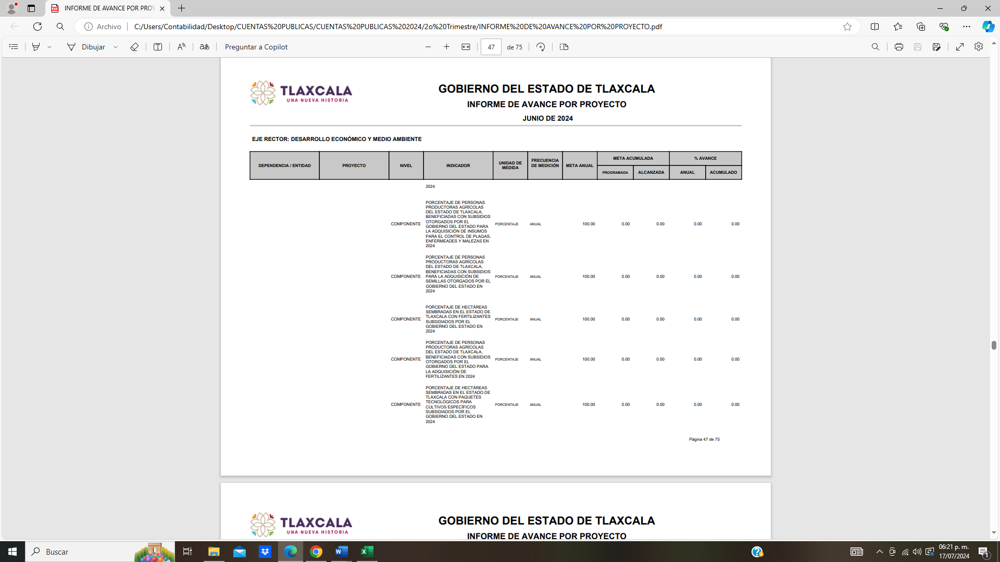 INFORME DE AVANCE POR PROY
Archivo
C:/Users/Contabilidad/Desktop/CUENTAS%20PUBLICAS/CUENTAS%20PUBLICAS%202024/2o%20Trimestre/INFORME%20DE%20AVANCE%20POR%20PROYECTO.pdf
Dibujar
Preguntar a Copilot
47 de 75
TLAXCALA
UNA NUEVA HISTORIA
GOBIERNO DEL ESTADO DE TLAXCALA
INFORME DE AVANCE POR PROYECTO
JUNIO DE 2024
EJE RECTOR: DESARROLLO ECONÓMICO Y MEDIO AMBIENTE
DEPENDENCIA / ENTIDAD
PROYECTO
NIVEL
INDICADOR
UNIDAD DE
MEDIDA
FRECUENCIA
DE MEDICIÓN
META ANUAL
META ACUMULADA
PROGRAMADA
ALCANZADA
% AVANCE
ANUAL
ACUMULADO
2024
COMPONENTE
PORCENTAJE DE PERSONAS
PRODUCTORAS AGRÍCOLAS
DEL ESTADO DE TLAXCALA,
BENEFICIADAS CON SUBSIDIOS
OTORGADOS POR EL
GOBIERNO DEL ESTADO PARA
LA ADQUISICIÓN DE INSUMOS
PARA EL CONTROL DE PLAGAS,
ENFERMEADES Y MALEZAS EN
2024
PORCENTAJE ANUAL 100.00 0.00 0.00 0.00 0.00
COMPONENTE
PORCENTAJE DE PERSONAS
PRODUCTORAS AGRÍCOLAS
DEL ESTADO DE TLAXCALA,
BENEFICIADAS CON SUBSIDIOS
PARA LA ADQUISICIÓN DE
SEMILLAS OTORGADOS POR EL
GOBIERNO DEL ESTADO EN
2024
PORCENTAJE ANUAL 100.00 0.00 0.00 0.00 0.00
COMPONENTE
PORCENTAJE DE HECTÁREAS
SEMBRADAS EN EL ESTADO DE
TLAXCALA CON FERTILIZANTES
SUBSIDIADOS POR EL
GOBIERNO DEL ESTADO EN
2024
PORCENTAJE ANUAL 100.00 0.00 0.00 0.00 0.00
COMPONENTE
PORCENTAJE DE PERSONAS
PRODUCTORAS AGRÍCOLAS
DEL ESTADO DE TLAXCALA,
BENEFICIADAS CON SUBSIDIOS
OTORGADOS POR EL
GOBIERNO DEL ESTADO PARA
LA ADQUISICIÓN DE
FERTILIZANTES EN 2024
PORCENTAJE ANUAL 100.00 0.00 0.00 0.00 0.00
COMPONENTE
PORCENTAJE DE HECTÁREAS
SEMBRADAS EN EL ESTADO DE
TLAXCALA CON PAQUETES
TECNOLÓGICOS PARA
CULTIVOS ESPECÍFICOS
SUBSIDIADOS POR EL
GOBIERNO DEL ESTADO EN
2024
PORCENTAJE ANUAL 100.00 0.00 0.00 0.00 0.00
Página 47 de 75
TLAXCALA
UNA NUEVA HISTORIA
GOBIERNO DEL ESTADO DE TLAXCALA
INFORME DE AVANCE POR PROYECTO
Buscar
06:21 p. m.
17/07/2024
1